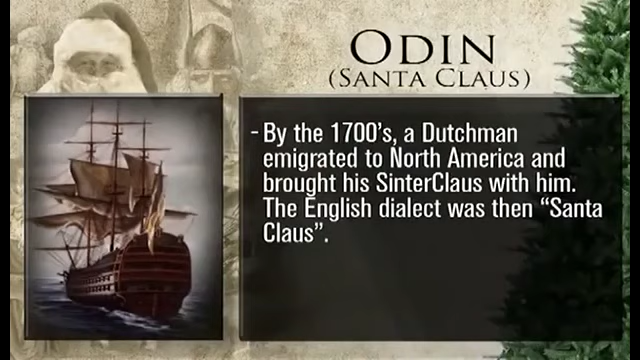 ODIN
(SANTA CLAUS)
- By the 1700's, a Dutchman
emigrated to North America and
brought his SinterClaus with him.
The English dialect was then “Santa
Claus”.